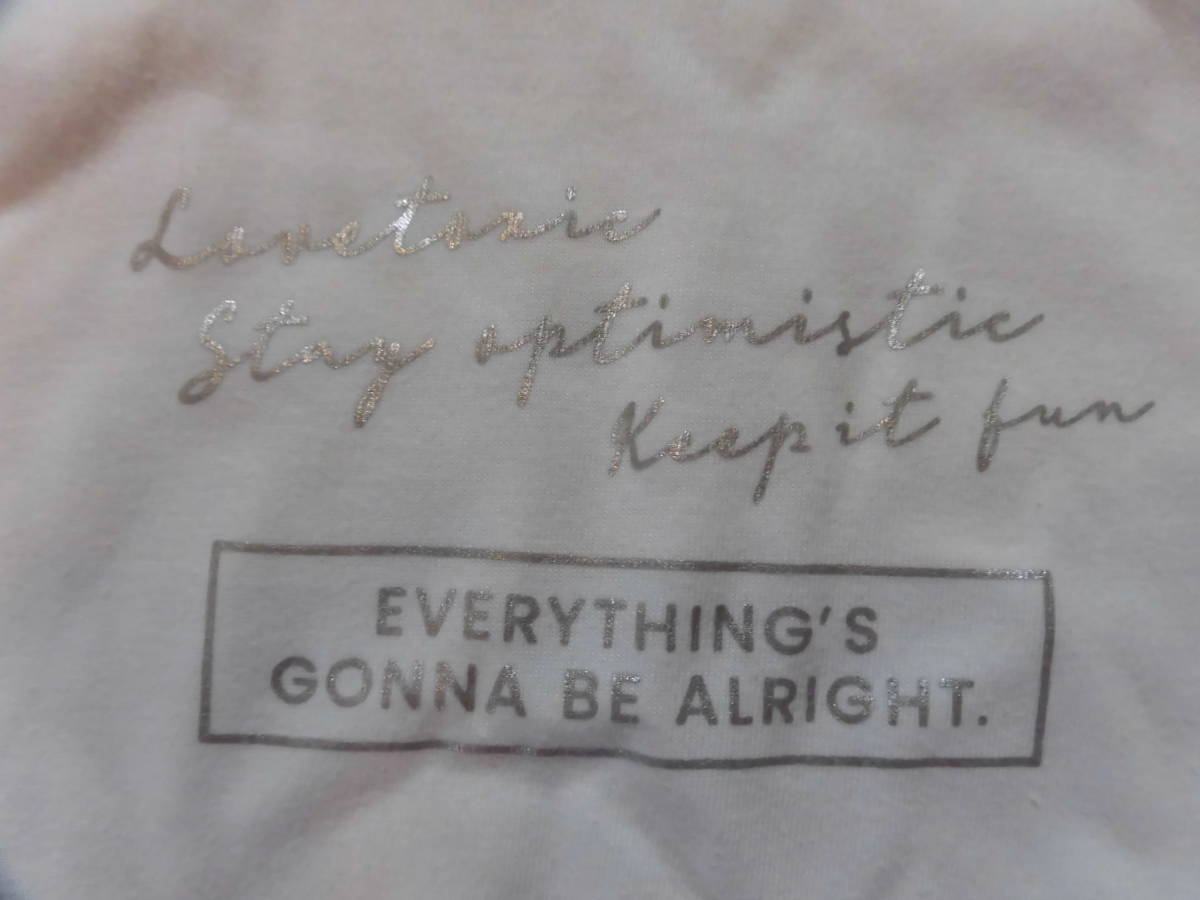 Lovetoxic
Stay optimistic
Keep it fun
EVERYTHING'S
GONNA BE ALRIGHT.